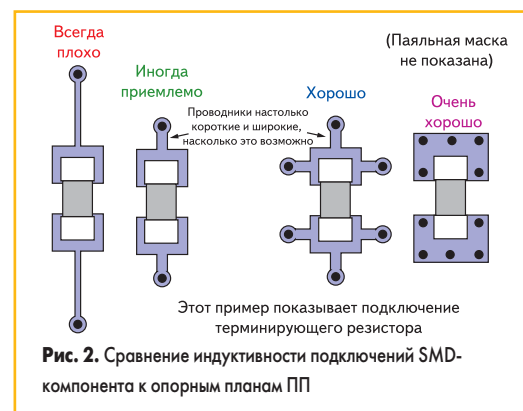 Всегда
плохо
Иногда
приемлемо
Проводники настолько
короткие и широкие,
насколько это возможно
Хорошо
(Паяльная маска
не показана)
Очень
хорошо
Этот пример показывает подключение
терминирующего резистора
Рис. 2. Сравнение индуктивности подключений SMD-
компонента к опорным планам ПП